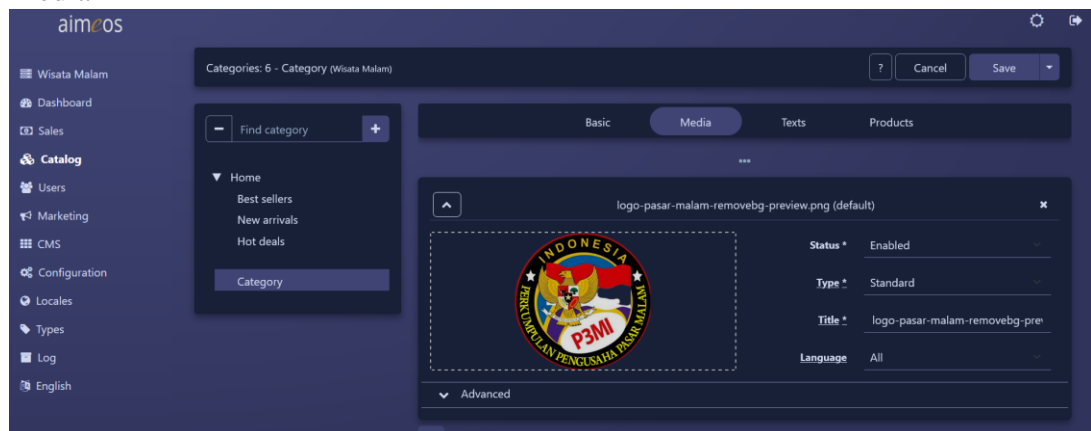 aimeos
Wisata Malam
Dashboard
Sales
Catalog
Users
Marketing
CMS
Configuration
Locales
Types
Log
English
Categories: 6 - Category (Wisata Malam)
?
Cancel
Save
Find category
Home
Best sellers
New arrivals
Hot deals
Category
Basic
Media
Texts
Products
logo-pasar-malam-removebg-preview.png (default)
INDONESIA
PERKUMPULAN PENGUSAHA PASAR MALAM
P3MI
Status * Enabled
Type * Standard
Title * logo-pasar-malam-removebg-prev
Language All
Advanced